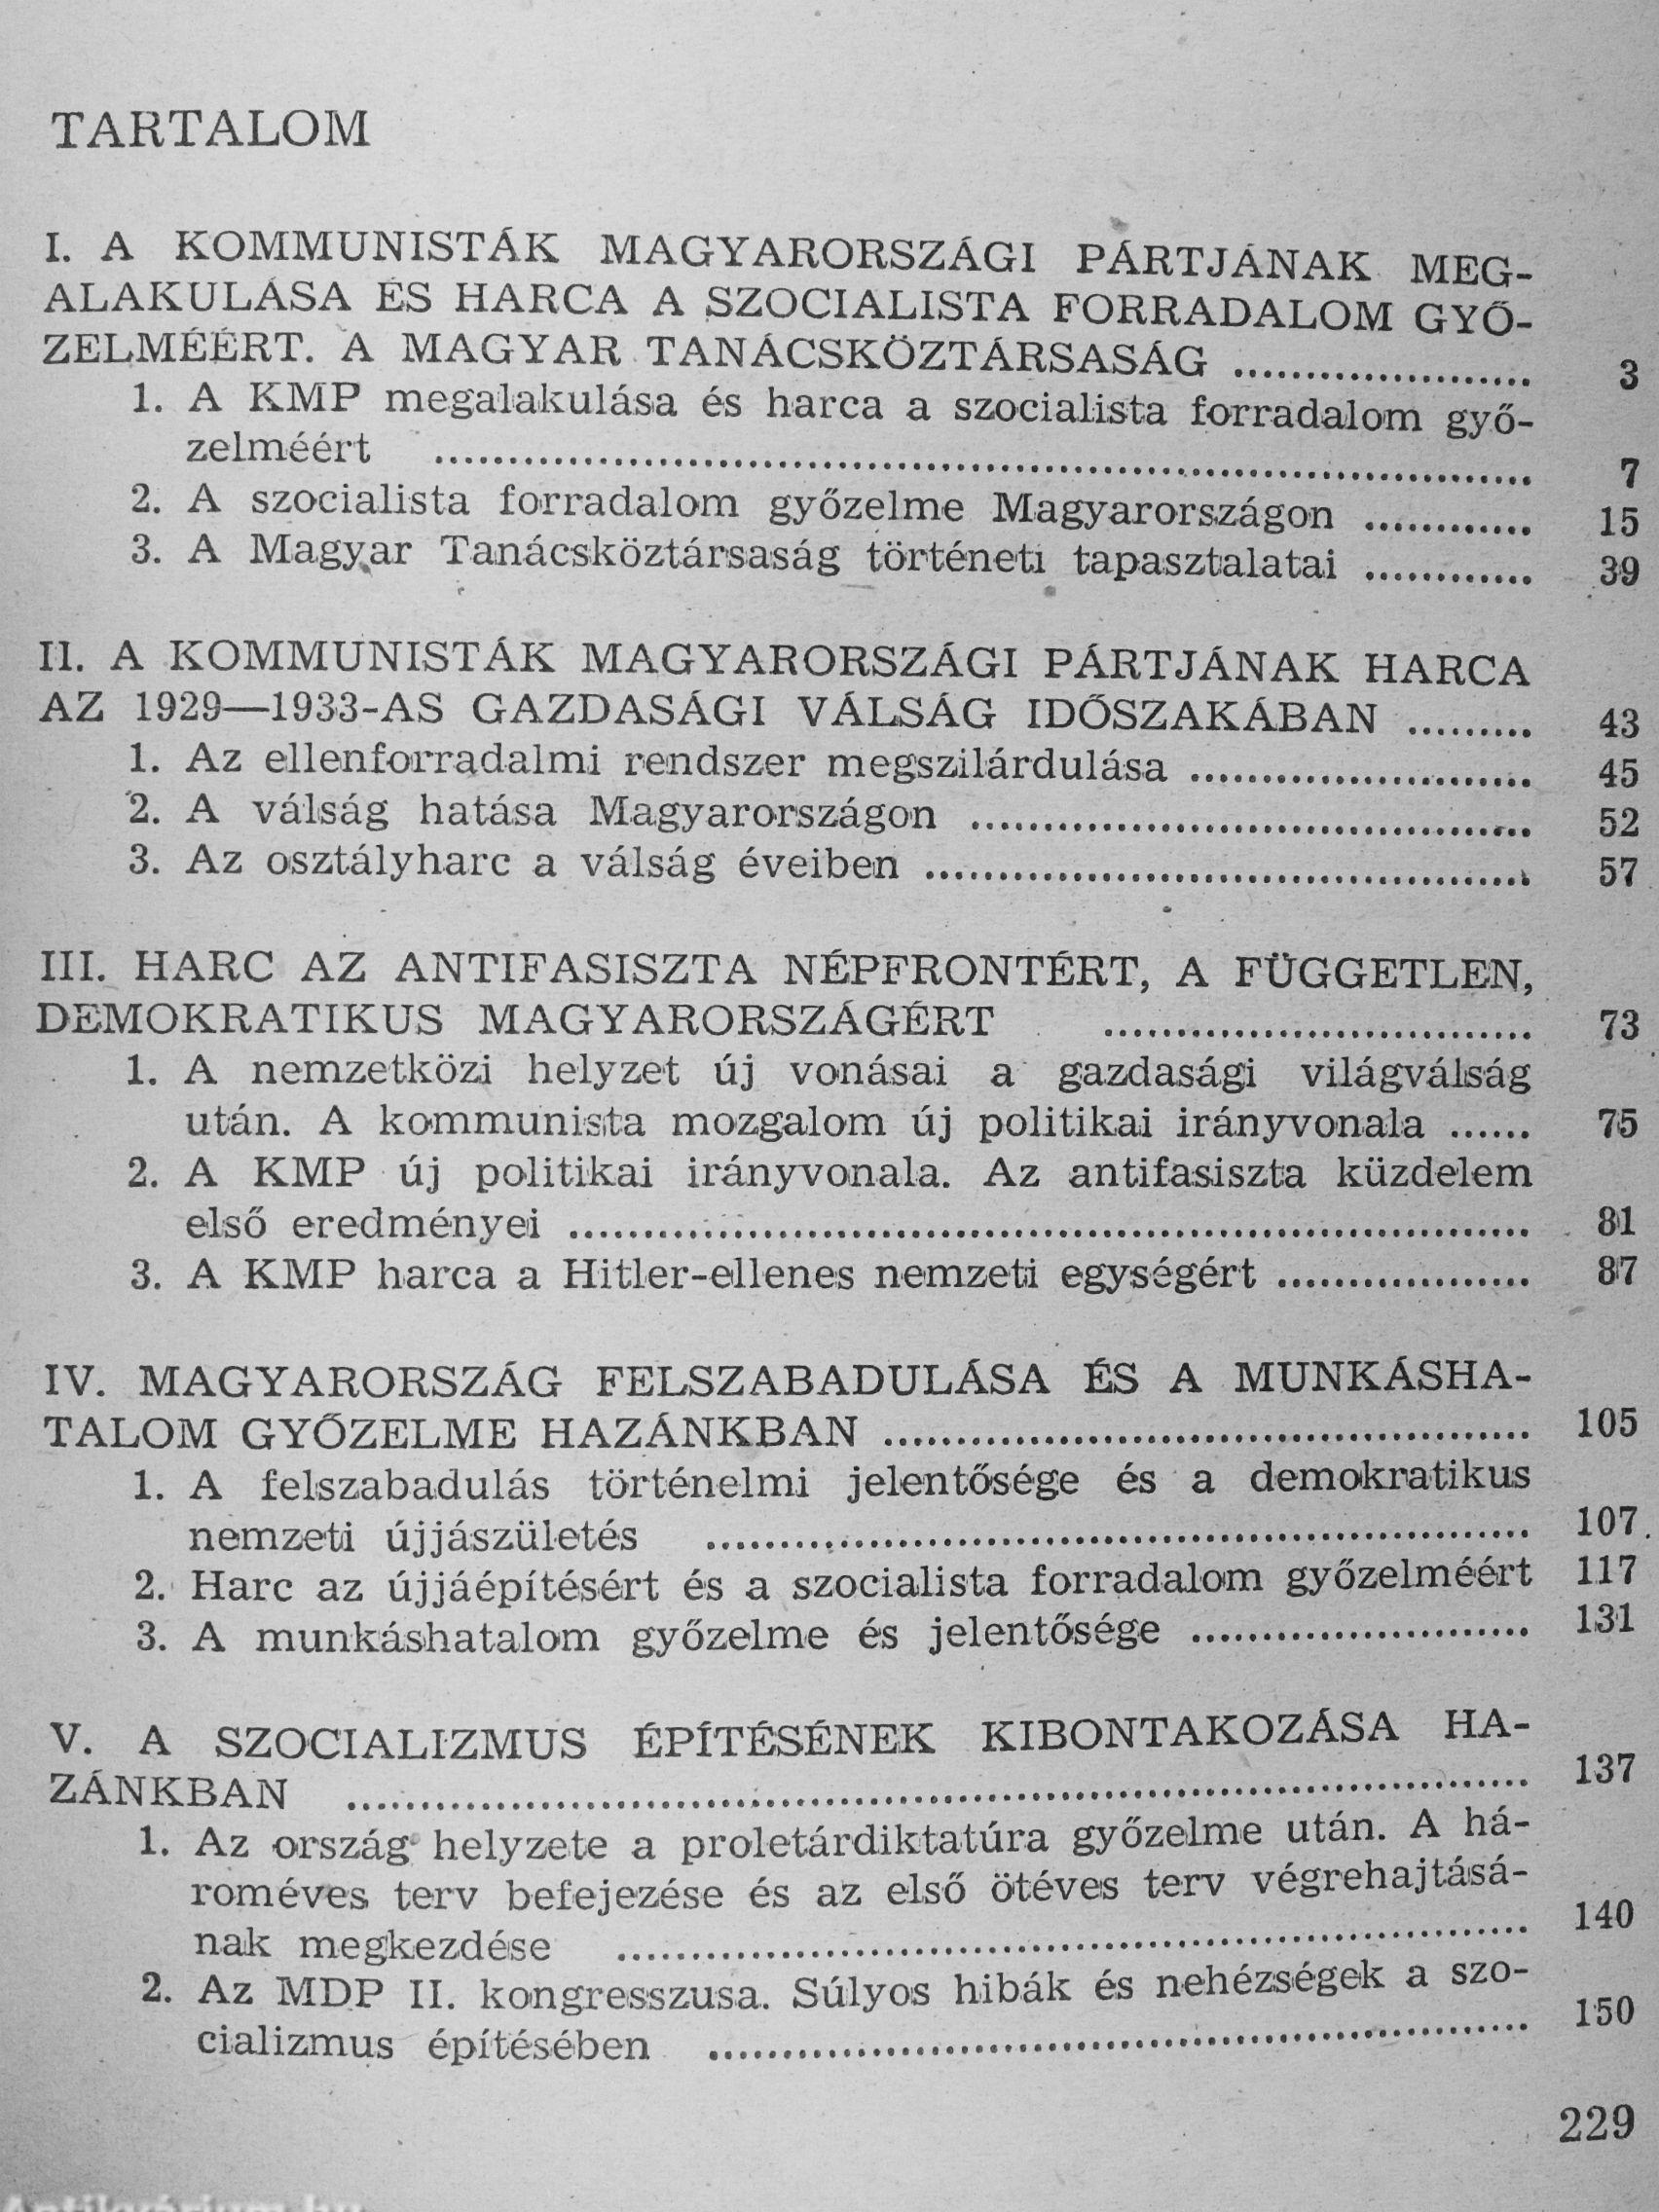 TARTALOM
I. A KOMMUNISTÁK MAGYARORSZÁGI PÁRTJÁNAK MEG-
ALAKULÁSA ÉS HARCA A SZOCIALISTA FORRADALOM GYŐ-
ZELMÉÉRT. A MAGYAR TANÁCSKÖZTÁRSASÁG ..................... 3
1. A KMP megalakulása és harca a szocialista forradalom győ-
zelméért ........................................................................... 7
2. A szocialista forradalom győzelme Magyarországon ............ 15
3. A Magyar Tanácsköztársaság történeti tapasztalatai ............ 39
II. A KOMMUNISTÁK MAGYARORSZÁGI PÁRTJÁNAK HARCA
AZ 1929—1933-AS GAZDASÁGI VÁLSÁG IDŐSZAKÁBAN ......... 43
1. Az ellenforradalmi rendszer megszilárdulása ........................ 45
2. A válság hatása Magyarországon ....................................... 52
3. Az osztályharc a válság éveiben .......................................... 57
III. HARC AZ ANTIFASISZTA NÉPFRONTÉRT, A FÜGGETLEN,
DEMOKRATIKUS MAGYARORSZÁGÉRT .............................. 73
1. A nemzetközi helyzet új vonásai a gazdasági világválság
után. A kommunista mozgalom új politikai irányvonala ...... 75
2. A KMP új politikai irányvonala. Az antifasiszta küzdelem
első eredményei .................................................................. 81
3. A KMP harca a Hitler-ellenes nemzeti egységért .................. 87
IV. MAGYARORSZÁG FELSZABADULÁSA ÉS A MUNKÁSHA-
TALOM GYŐZELME HAZÁNKBAN ............................................. 105
1. A felszabadulás történelmi jelentősége és a demokratikus
nemzeti újjászületés ......................................................... 107
2. Harc az újjáépítésért és a szocialista forradalom győzelméért 117
3. A munkáshatalom győzelme és jelentősége ........................ 131
V. A SZOCIALIZMUS ÉPÍTÉSÉNEK KIBONTAKOZÁSA HA-
ZÁNKBAN .................................................................................. 137
1. Az ország helyzete a proletárdiktatúra győzelme után. A há-
roméves terv befejezése és az első ötéves terv végrehajtásá-
nak megkezdése ............................................................... 140
2. Az MDP II. kongresszusa. Súlyos hibák és nehézségek a szo-
cializmus építésében ......................................................... 150
229